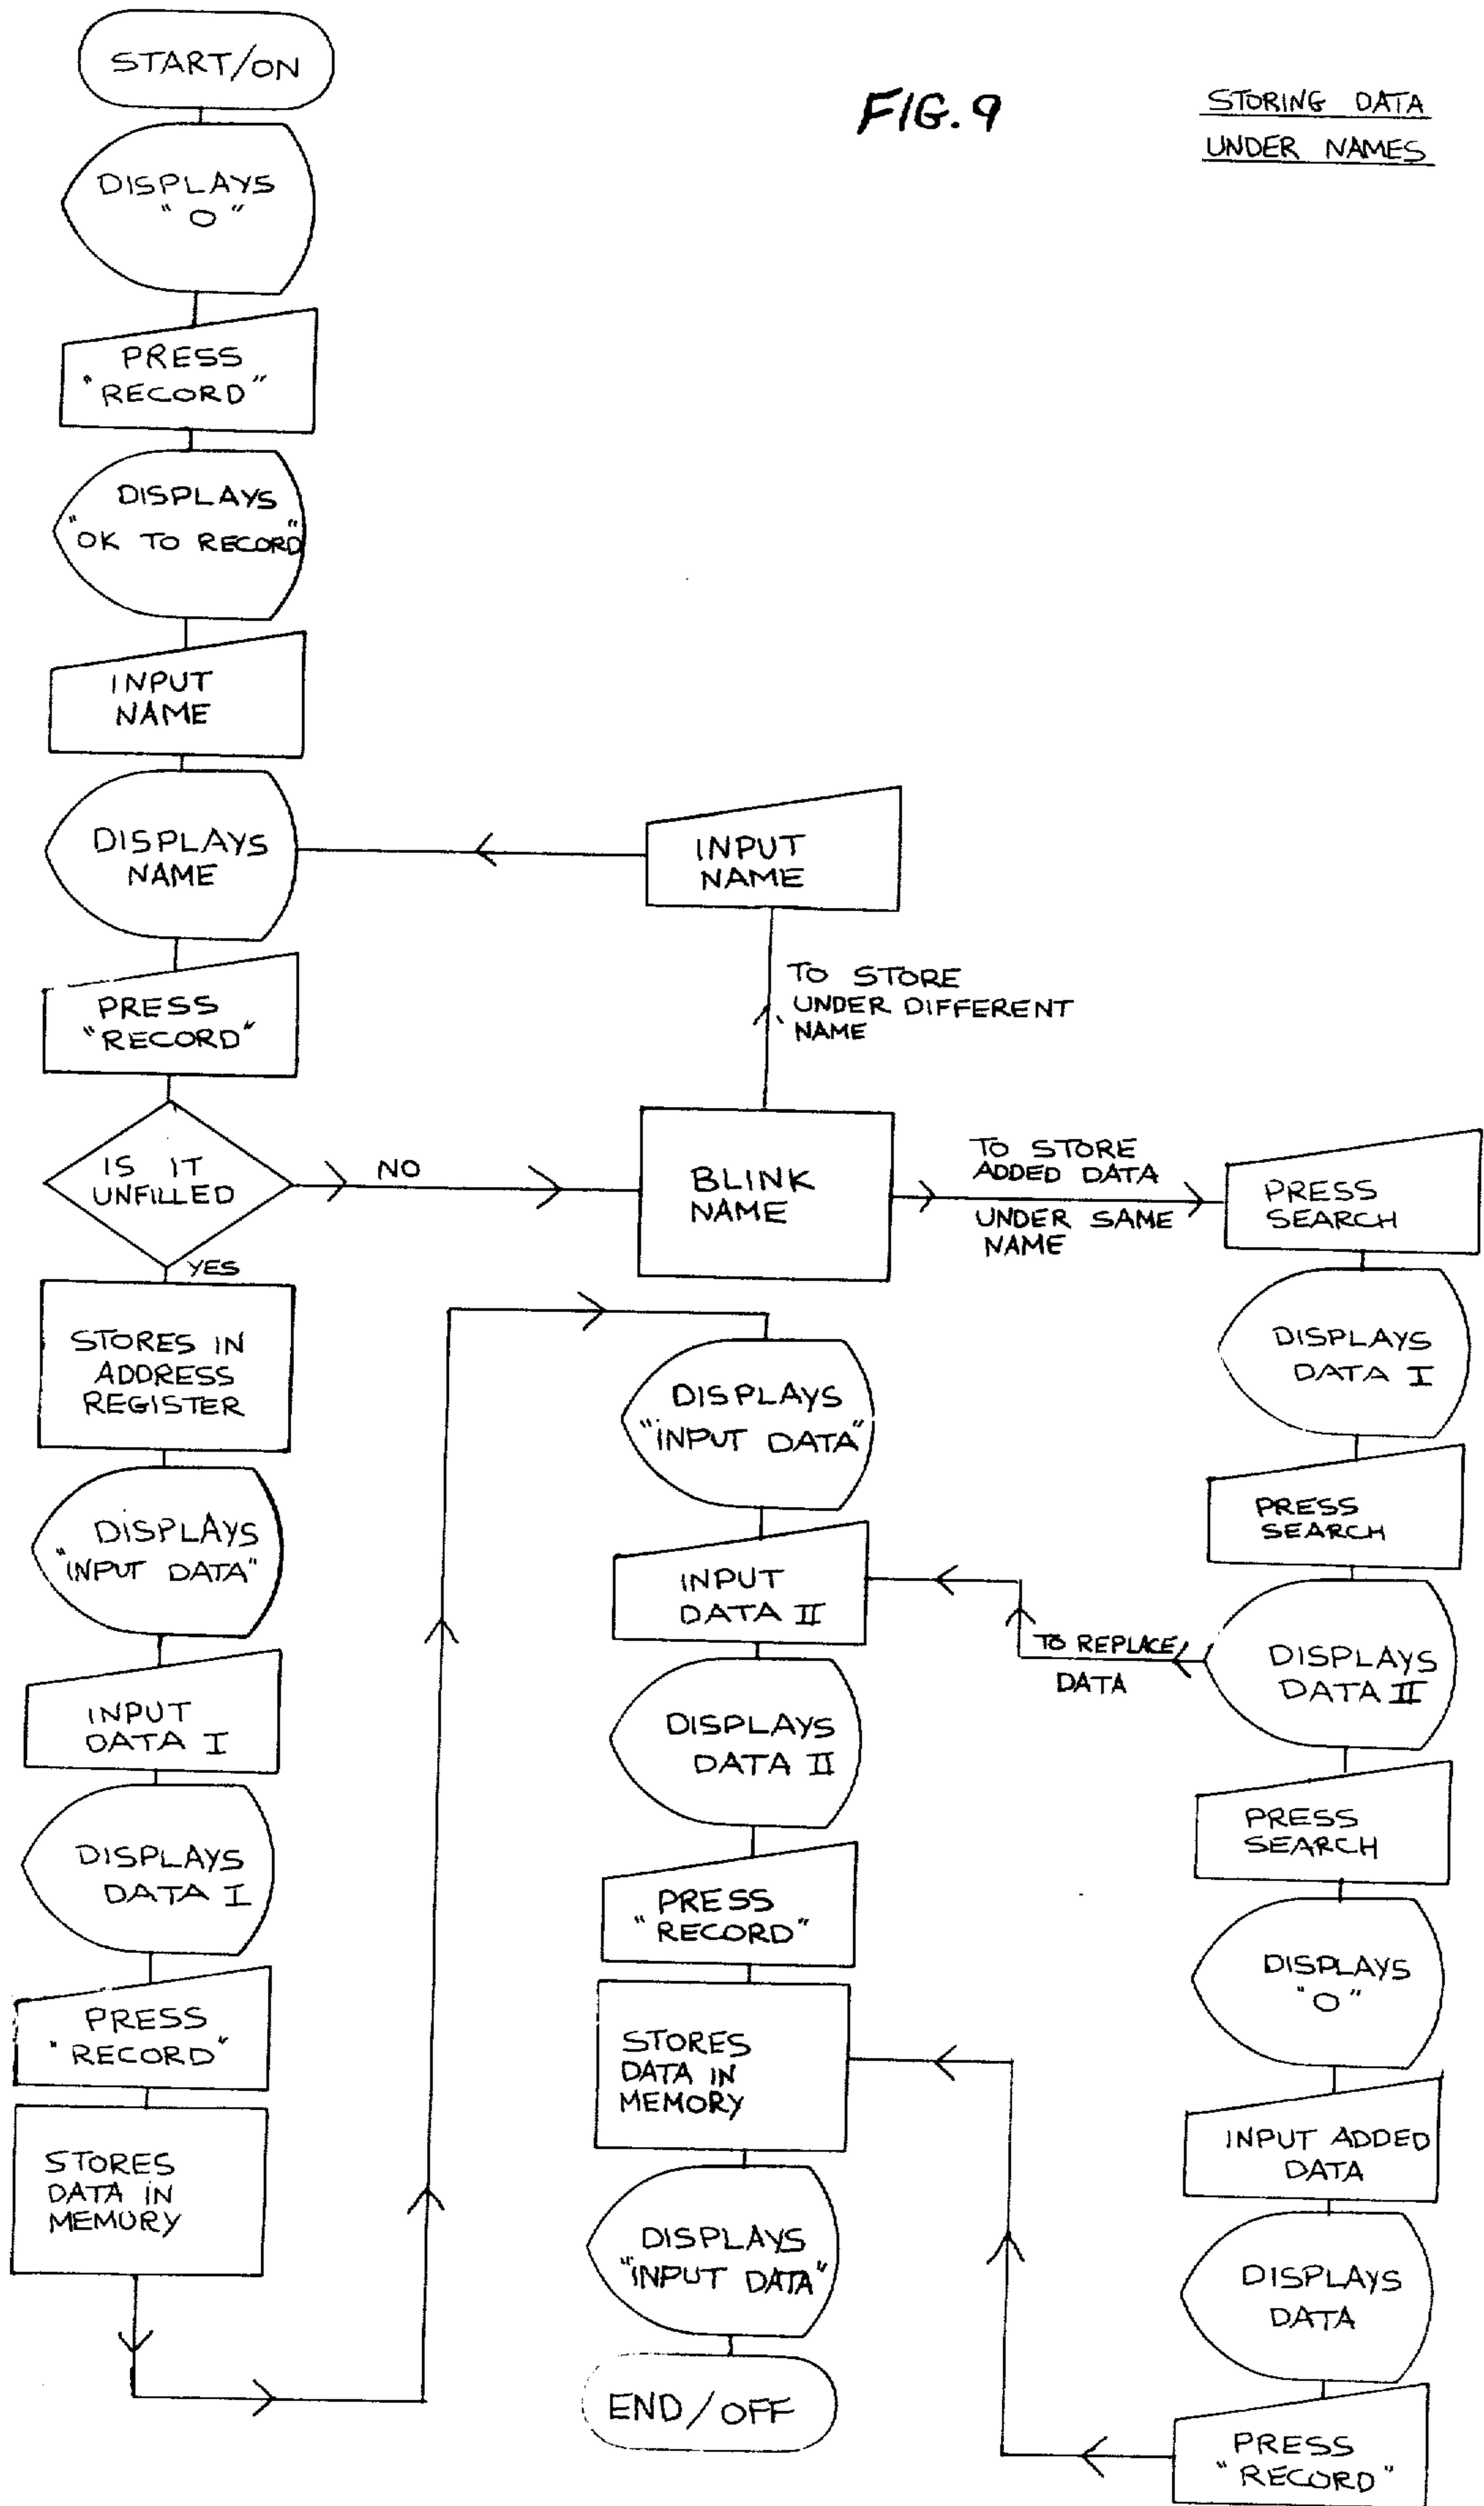 FIG. 9
STORING DATA
UNDER NAMES
START/ON
DISPLAYS
"O"
PRESS
"RECORD"
DISPLAYS
"OK TO RECORD"
INPUT
NAME
DISPLAYS
NAME
PRESS
"RECORD"
IS IT
UNFILLED
NO
YES
STORES IN
ADDRESS
REGISTER
DISPLAYS
"INPUT DATA"
INPUT
DATA I
DISPLAYS
DATA I
PRESS
"RECORD"
STORES
DATA IN
MEMORY
INPUT
NAME
TO STORE
UNDER DIFFERENT
NAME
BLINK
NAME
TO STORE
ADDED DATA
UNDER SAME
NAME
DISPLAYS
"INPUT DATA"
INPUT
DATA II
DISPLAYS
DATA II
PRESS
"RECORD"
STORES
DATA IN
MEMORY
DISPLAYS
"INPUT DATA"
END/OFF
PRESS
SEARCH
DISPLAYS
DATA I
PRESS
SEARCH
DISPLAYS
DATA II
TO REPLACE
DATA
PRESS
SEARCH
DISPLAYS
"O"
INPUT ADDED
DATA
DISPLAYS
DATA
PRESS
"RECORD"